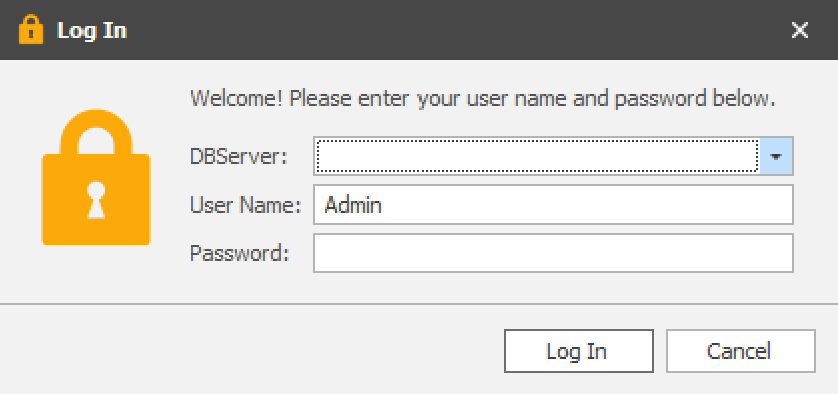 Log In
Welcome! Please enter your user name and password below.
DBServer:
User Name: Admin
Password:
Log In Cancel